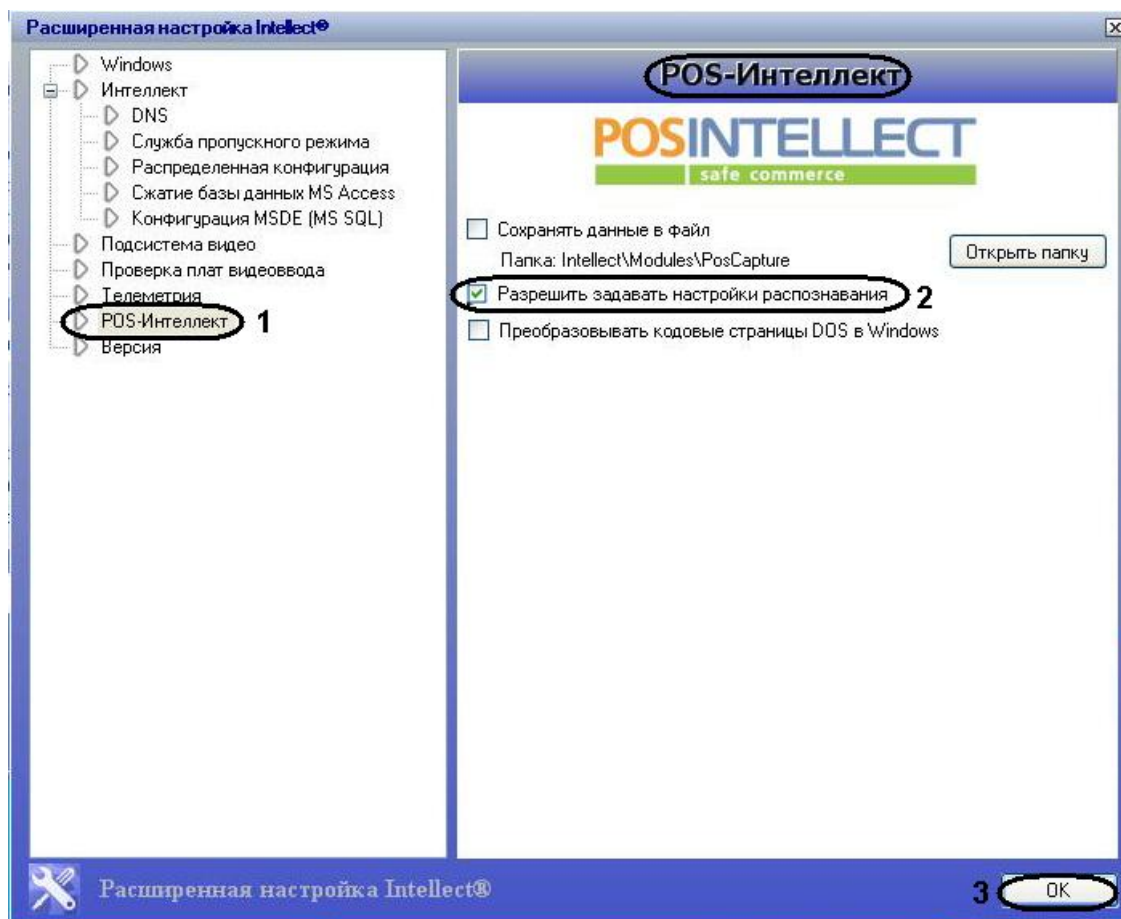 Расширенная настройка Intellect®
Windows
Интеллект
DNS
Служба пропускного режима
Распределенная конфигурация
Сжатие базы данных MS Access
Конфигурация MSDE (MS SQL)
Подсистема видео
Проверка плат видеоввода
Телеметрия
POS-Интеллект 1
Версия
POS-Интеллект
POSINTELLECT
safe commerce
Сохранять данные в файл
Папка: Intellect\Modules\PosCapture
Открыть папку
Разрешить задавать настройки распознавания 2
Преобразовывать кодовые страницы DOS в Windows
Расширенная настройка Intellect®
3 OK